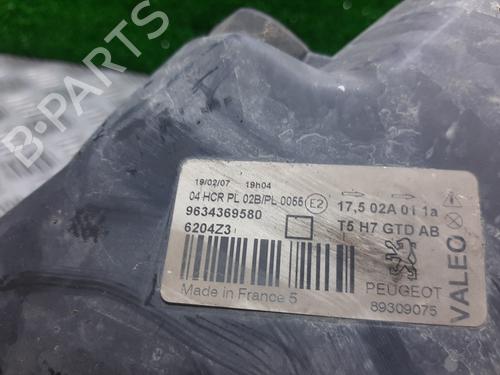 B-PARTS
19/02/07 19h04
04 HCR PL 02B/PL 0055 E2 17,5 02A 01 1a
9634369580 T5 H7 GTD AB
6204Z3
PEUGEOT
Made in France 5 89309075
VALEO